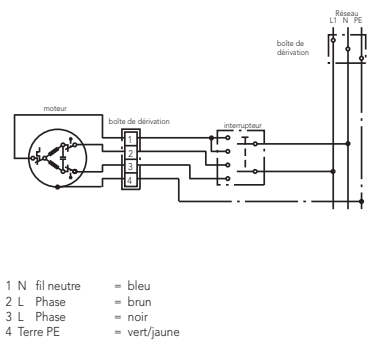 Réseau
L1 N PE
boîte de
dérivation
moteur
boîte de dérivation
interrupteur
1
2
3
4
1 N fil neutre = bleu
2 L Phase = brun
3 L Phase = noir
4 Terre PE = vert/jaune